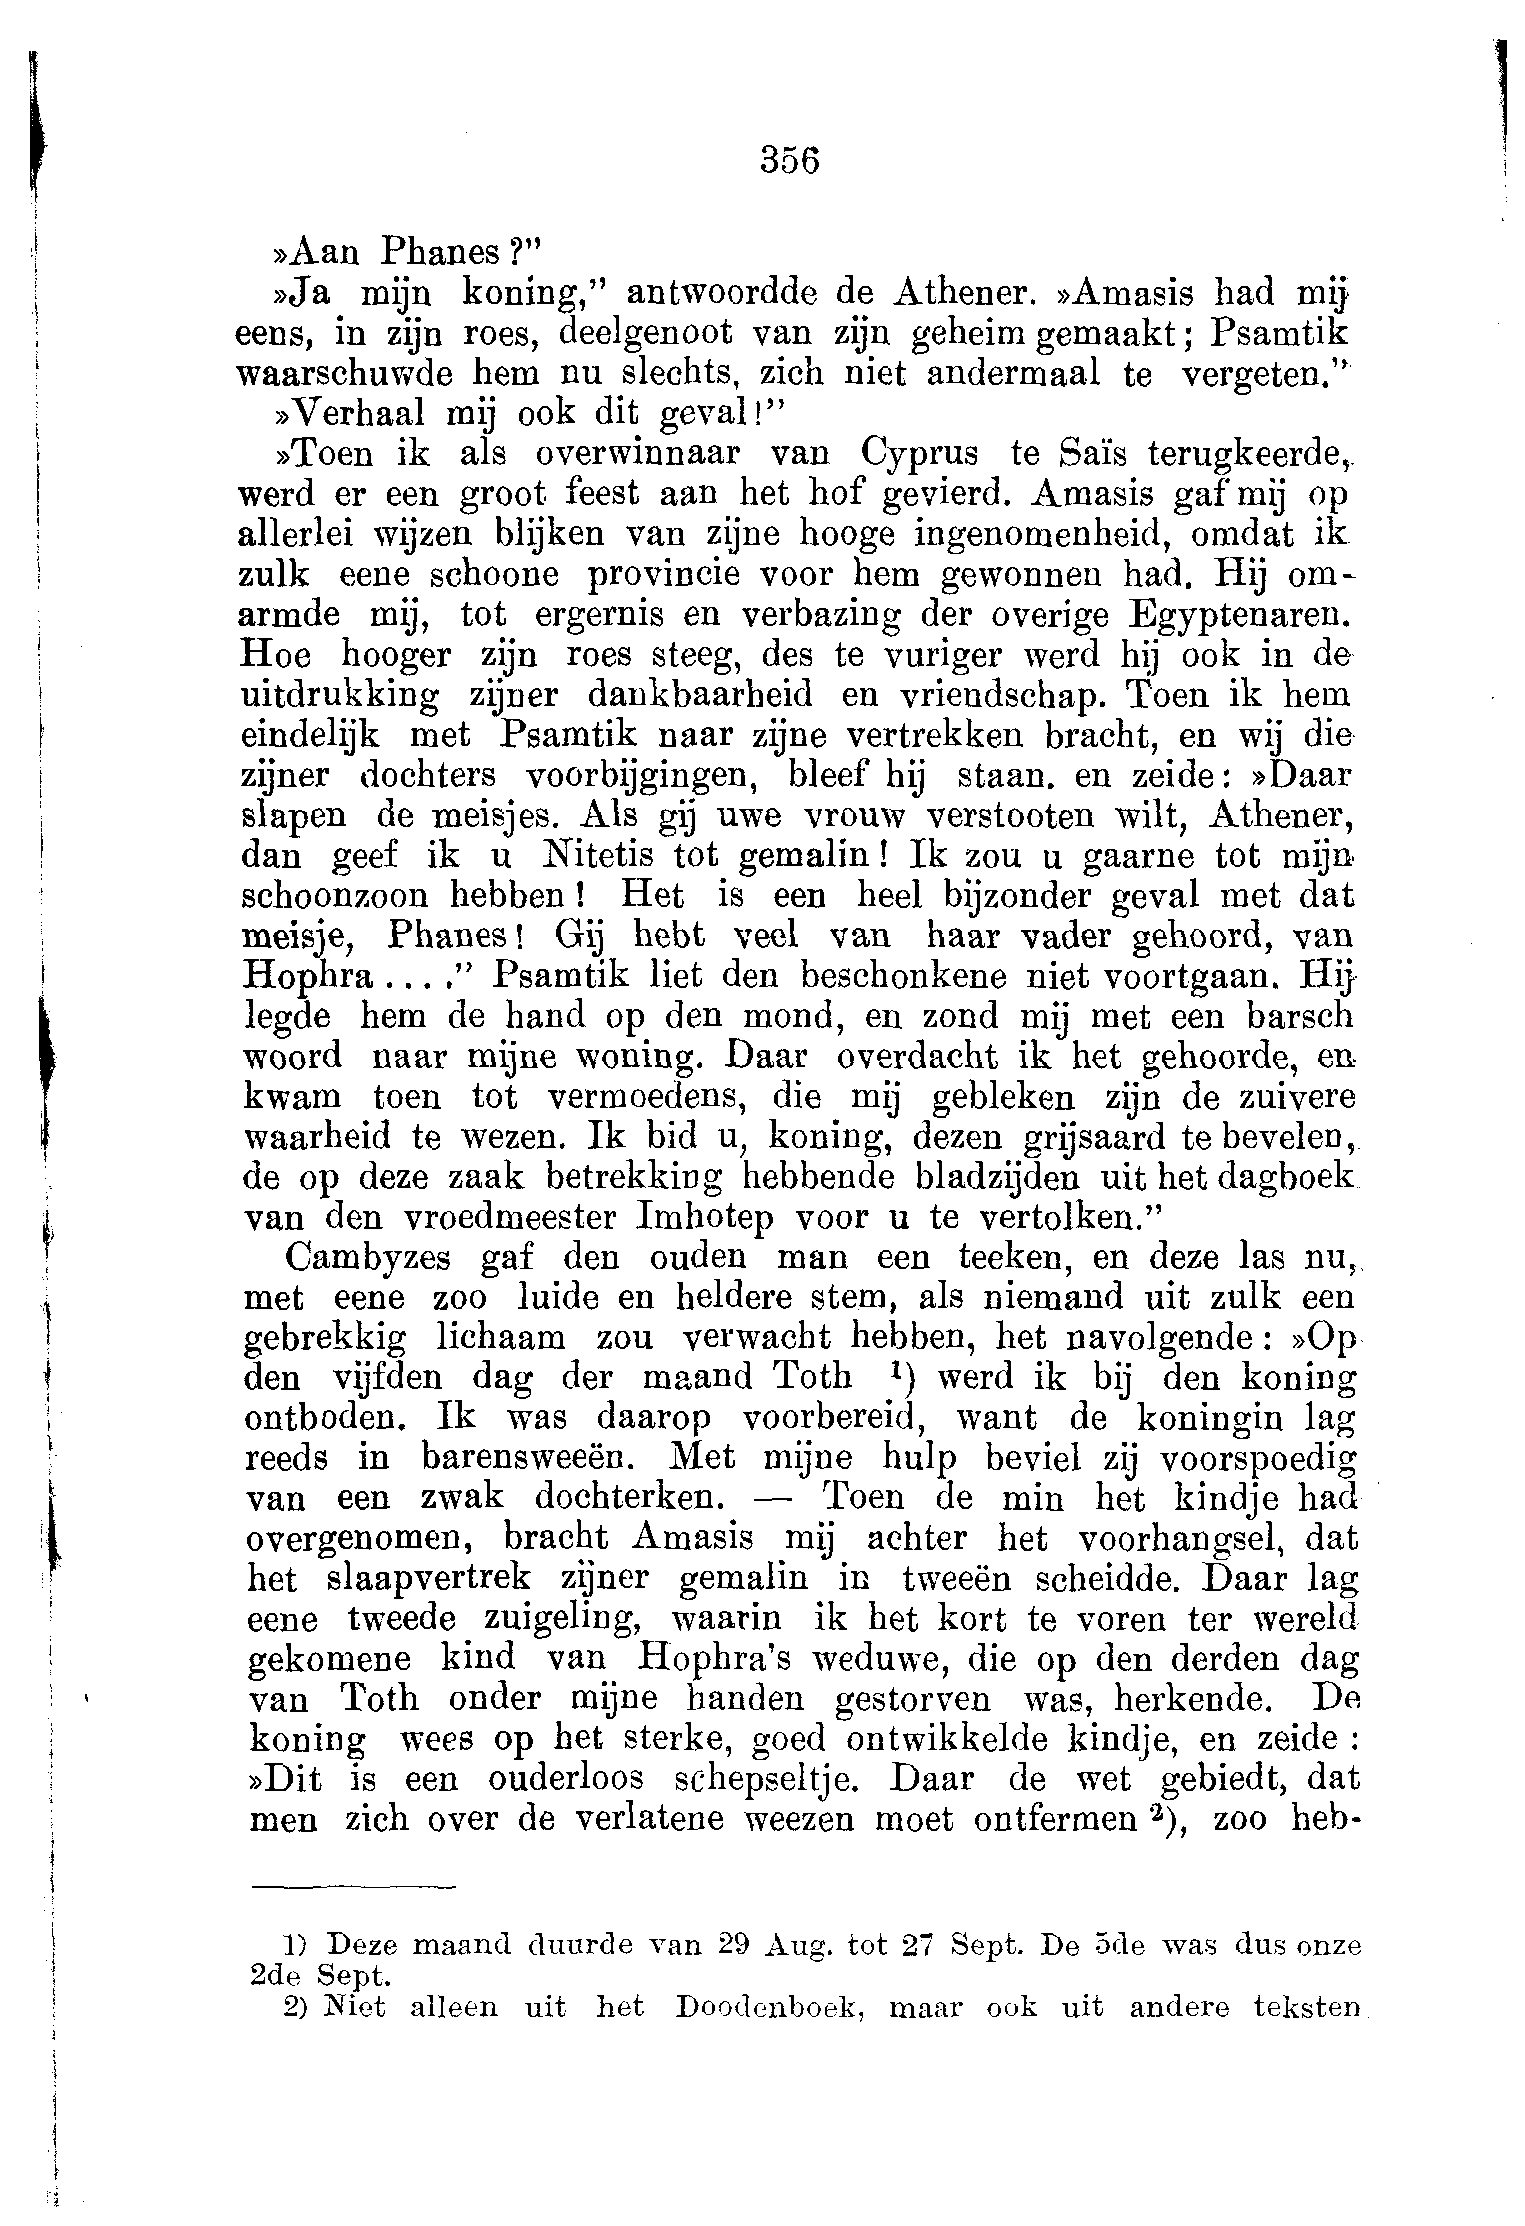 356
»Aan Phanes?"
»Ja mijn koning," antwoordde de Athener. »Amasis had mij
eens, in zijn roes, deelgenoot van zijn geheim gemaakt; Psamtik
waarschuwde hem nu slechts, zich niet andermaal te vergeten."
»Verhaal mij ook dit geval!"
»Toen ik als overwinnaar van Cyprus te Saïs terugkeerde,
werd er een groot feest aan het hof gevierd. Amasis gaf mij op
allerlei wijzen blijken van zijne hooge ingenomenheid, omdat ik
zulk eene schoone provincie voor hem gewonnen had. Hij om-
armde mij, tot ergernis en verbazing der overige Egyptenaren.
Hoe hooger zijn roes steeg, des te vuriger werd hij ook in de
uitdrukking zijner dankbaarheid en vriendschap. Toen ik hem
eindelijk met Psamtik naar zijne vertrekken bracht, en wij die
zijner dochters voorbijgingen, bleef hij staan. en zeide: »Daar
slapen de meisjes. Als gij uwe vrouw verstooten wilt, Athener,
dan geef ik u Nitetis tot gemalin! Ik zou u gaarne tot mijn
schoonzoon hebben! Het is een heel bijzonder geval met dat
meisje, Phanes! Gij hebt veel van haar vader gehoord, van
Hophra ...." Psamtik liet den beschonkene niet voortgaan. Hij
legde hem de hand op den mond, en zond mij met een barsch
woord naar mijne woning. Daar overdacht ik het gehoorde, en
kwam toen tot vermoedens, die mij gebleken zijn de zuivere
waarheid te wezen. Ik bid u, koning, dezen grijsaard te bevelen,
de op deze zaak betrekking hebbende bladzijden uit het dagboek
van den vroedmeester Imhotep voor u te vertolken."
Cambyzes gaf den ouden man een teeken, en deze las nu,
met eene zoo luide en heldere stem, als niemand uit zulk een
gebrekkig lichaam zou verwacht hebben, het navolgende: »Op
den vijfden dag der maand Toth ¹) werd ik bij den koning
ontboden. Ik was daarop voorbereid, want de koningin lag
reeds in barensweeën. Met mijne hulp beviel zij voorspoedig
van een zwak dochterken. — Toen de min het kindje had
overgenomen, bracht Amasis mij achter het voorhangsel, dat
het slaapvertrek zijner gemalin in tweeën scheidde. Daar lag
eene tweede zuigeling, waarin ik het kort te voren ter wereld
gekomene kind van Hophra's weduwe, die op den derden dag
van Toth onder mijne handen gestorven was, herkende. De
koning wees op het sterke, goed ontwikkelde kindje, en zeide:
»Dit is een ouderloos schepseltje. Daar de wet gebiedt, dat
men zich over de verlatene weezen moet ontfermen ²), zoo heb-
1) Deze maand duurde van 29 Aug. tot 27 Sept. De 5de was dus onze
2de Sept.
2) Niet alleen uit het Doodenboek, maar ook uit andere teksten